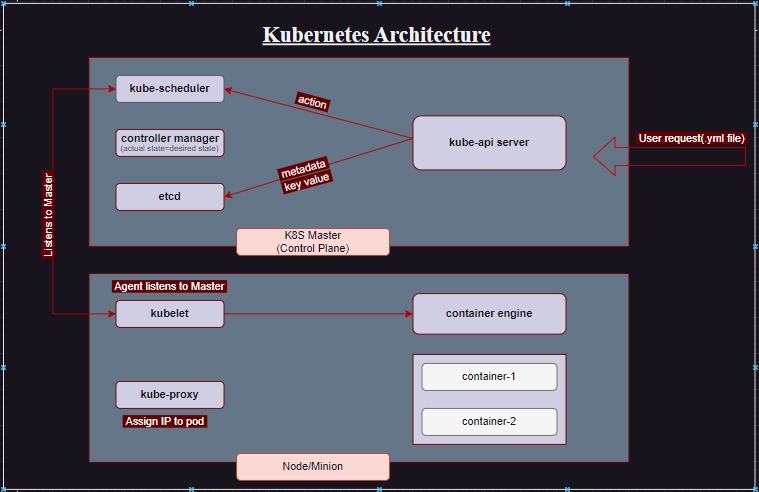 Kubernetes Architecture
kube-scheduler
action
controller manager
(actual state=desired state)
kube-api server
User request(.yml file)
metadata
key value
etcd
Listens to Master
K8S Master
(Control Plane)
Agent listens to Master
kubelet
container engine
container-1
kube-proxy
Assign IP to pod
container-2
Node/Minion